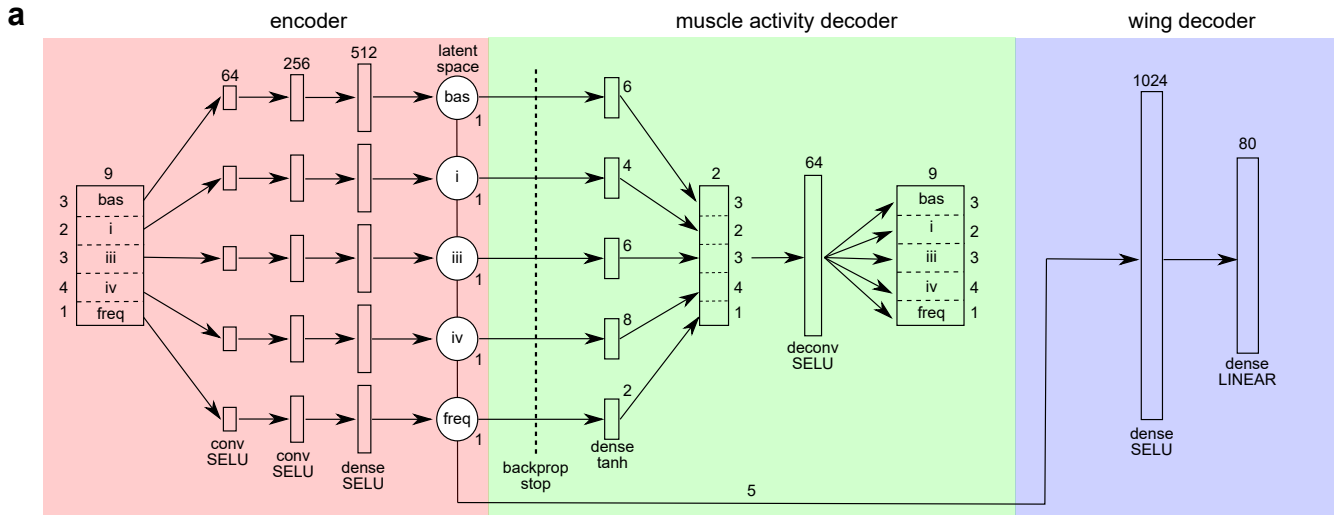 a
encoder
muscle activity decoder
wing decoder
64
256
512
latent
space
bas
1
i
1
iii
1
iv
1
freq
1
9
3
bas
2
i
3
iii
4
iv
1
freq
conv
SELU
conv
SELU
dense
SELU
backprop
stop
6
4
6
8
2
dense
tanh
2
3
2
3
4
1
64
deconv
SELU
9
bas
3
i
2
iii
3
iv
4
freq
1
5
1024
dense
SELU
80
dense
LINEAR